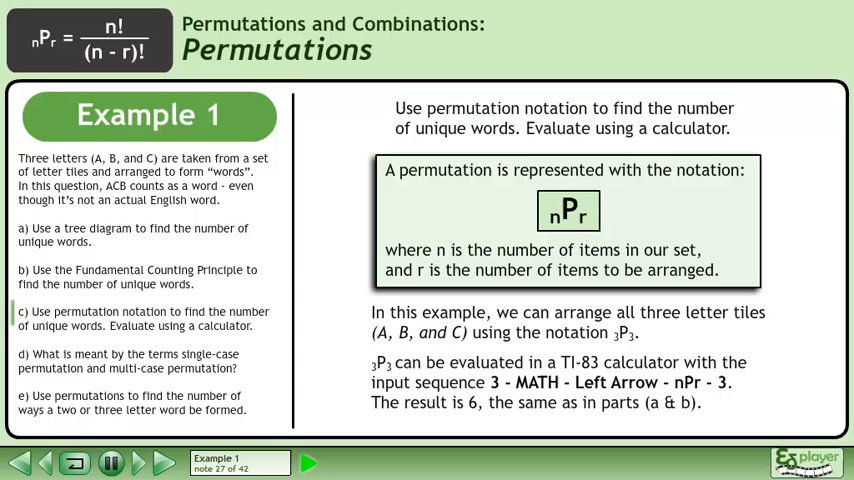 nPr = n!
(n - r)!
Permutations and Combinations:
Permutations
Example 1
Three letters (A, B, and C) are taken from a set
of letter tiles and arranged to form “words”.
In this question, ACB counts as a word - even
though it’s not an actual English word.
a) Use a tree diagram to find the number of
unique words.
b) Use the Fundamental Counting Principle to
find the number of unique words.
c) Use permutation notation to find the number
of unique words. Evaluate using a calculator.
d) What is meant by the terms single-case
permutation and multi-case permutation?
e) Use permutations to find the number of
ways a two or three letter word be formed.
Use permutation notation to find the number
of unique words. Evaluate using a calculator.
A permutation is represented with the notation:
nPr
where n is the number of items in our set,
and r is the number of items to be arranged.
In this example, we can arrange all three letter tiles
(A, B, and C) using the notation ₃P₃.
₃P₃ can be evaluated in a TI-83 calculator with the
input sequence 3 - MATH - Left Arrow - nPr - 3.
The result is 6, the same as in parts (a & b).
Example 1
note 27 of 42
player